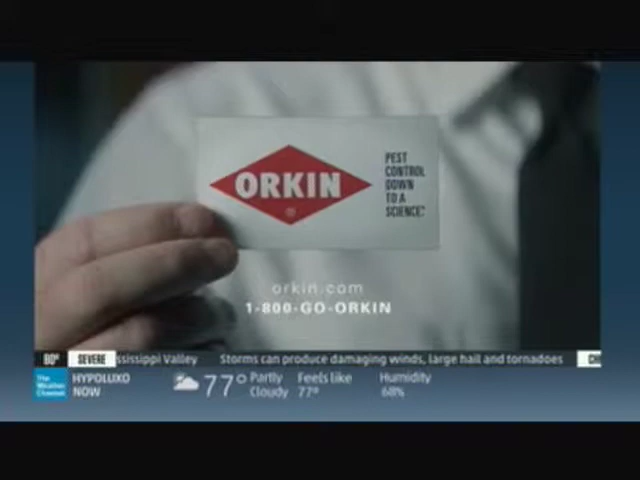 ORKIN
®
PEST
CONTROL
DOWN
TO A
SCIENCE.
orkin.com
1-800-GO-ORKIN
80° SEVERE ssissippi Valley Storms can produce damaging winds, large hail and tornadoes
The
Weather
Channel
HYPOLUXO
NOW
77° Partly
Cloudy
Feels like
77°
Humidity
68%